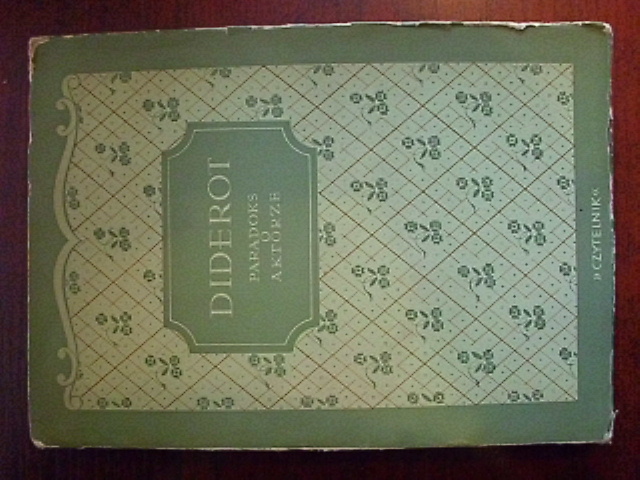 DIDEROT
PARADOKS
O
AKTORZE
»CZYTELNIK«